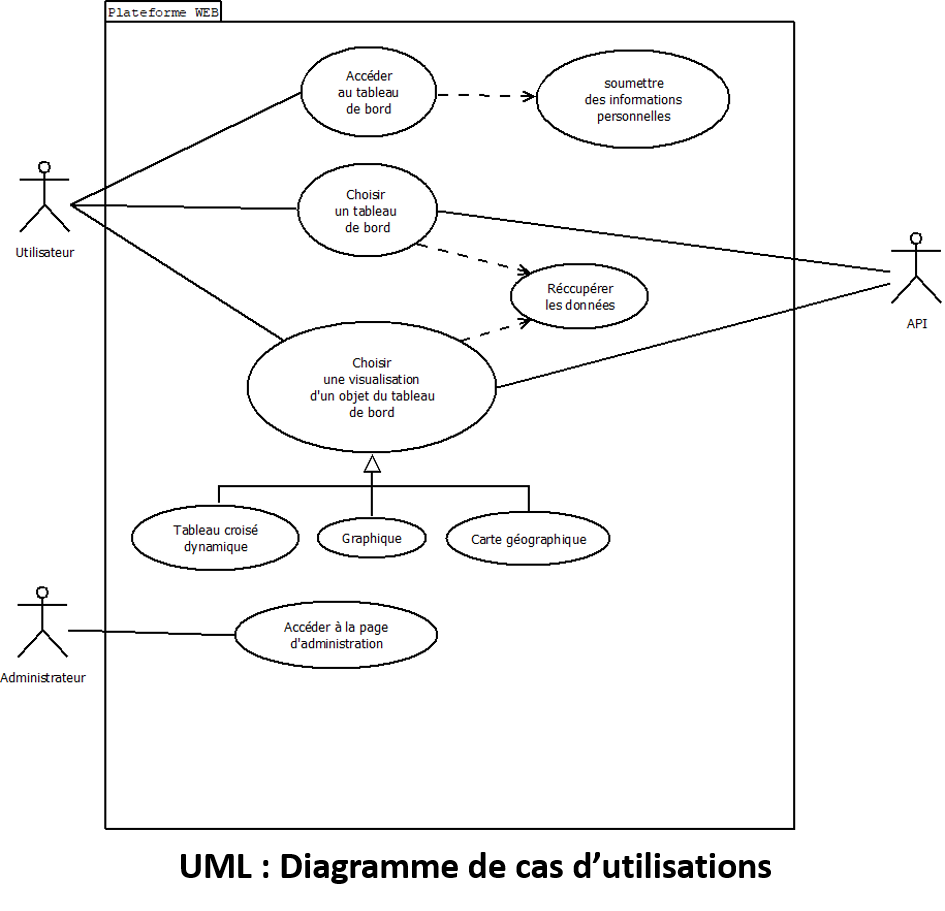 Plateforme WEB
Accéder
au tableau
de bord
soumettre
des informations
personnelles
Choisir
un tableau
de bord
Utilisateur
Réccupérer
les données
API
Choisir
une visualisation
d'un objet du tableau
de bord
Tableau croisé
dynamique
Graphique
Carte géographique
Accéder à la page
d'administration
Administrateur
UML : Diagramme de cas d’utilisations